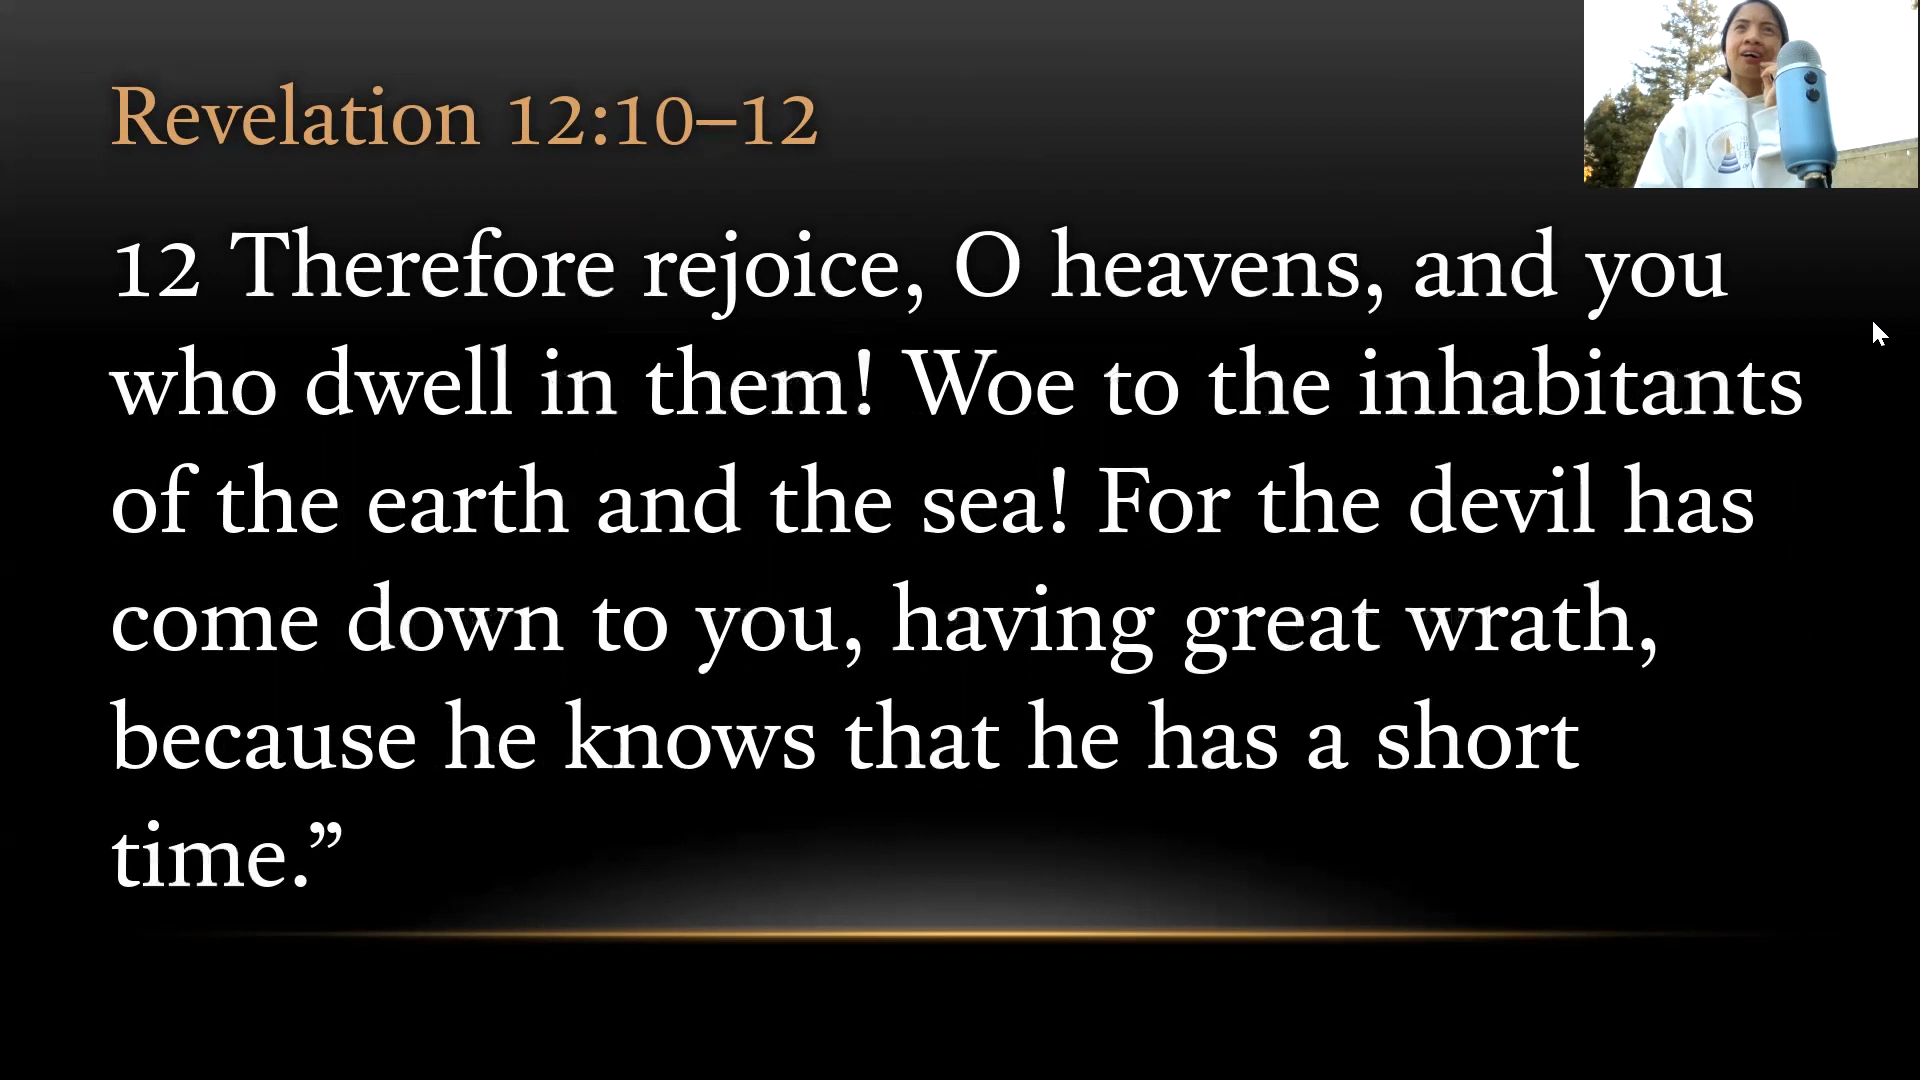 Revelation 12:10–12
12 Therefore rejoice, O heavens, and you
who dwell in them! Woe to the inhabitants
of the earth and the sea! For the devil has
come down to you, having great wrath,
because he knows that he has a short
time.”